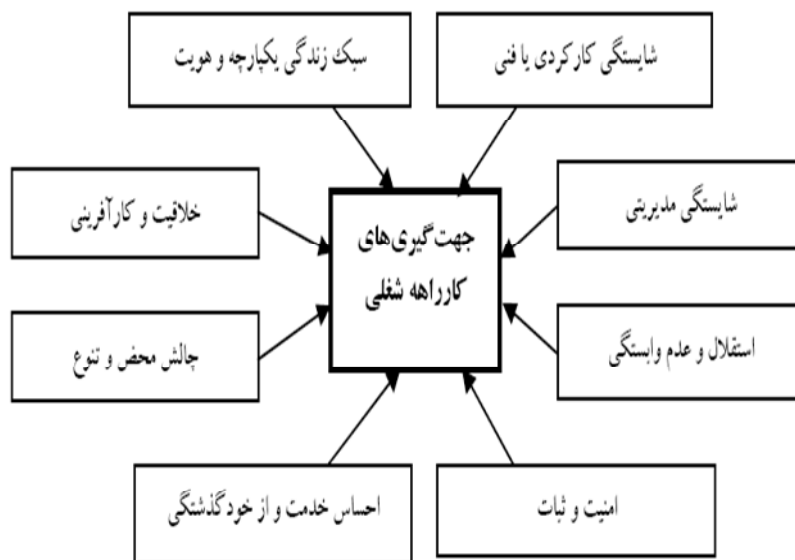 شایستگی کارکردی یا فنی
سبک زندگی یکپارچه و هویت
شایستگی مدیریتی
خلاقیت و کارآفرینی
جهت‌گیری‌های
کارراهه شغلی
استقلال و عدم وابستگی
چالش محض و تنوع
امنیت و ثبات
احساس خدمت و از خودگذشتگی